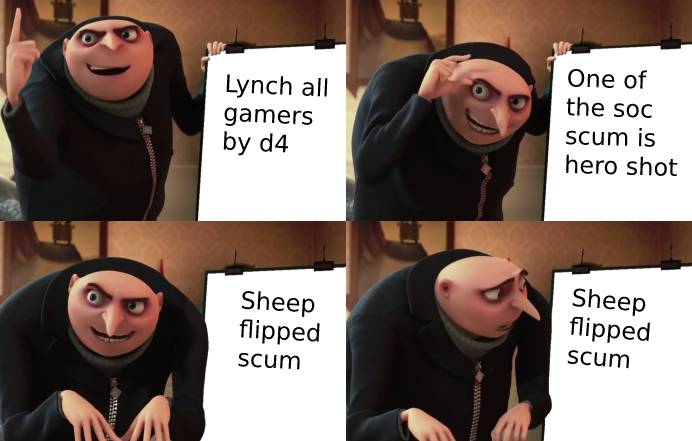 Lynch all
gamers
by d4
One of
the soc
scum is
hero shot
Sheep
flipped
scum
Sheep
flipped
scum